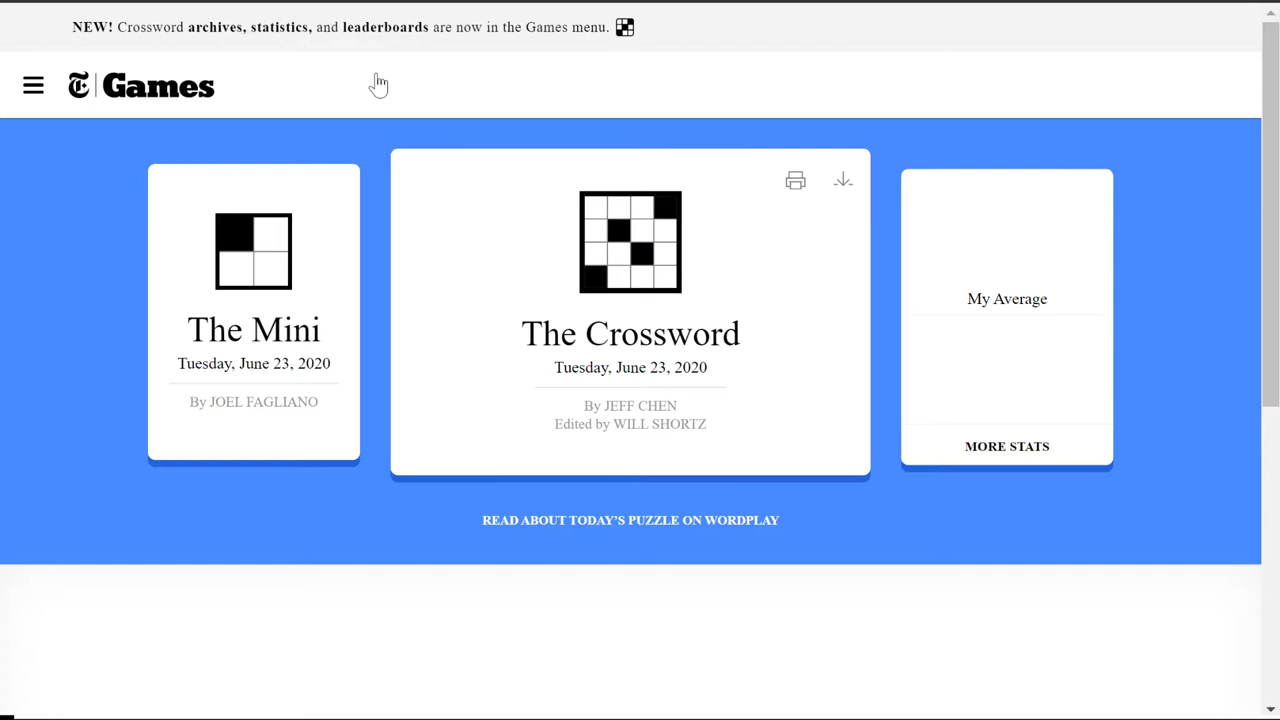 NEW! Crossword archives, statistics, and leaderboards are now in the Games menu.
T Games
The Mini
Tuesday, June 23, 2020
By JOEL FAGLIANO
The Crossword
Tuesday, June 23, 2020
By JEFF CHEN
Edited by WILL SHORTZ
My Average
MORE STATS
READ ABOUT TODAY’S PUZZLE ON WORDPLAY